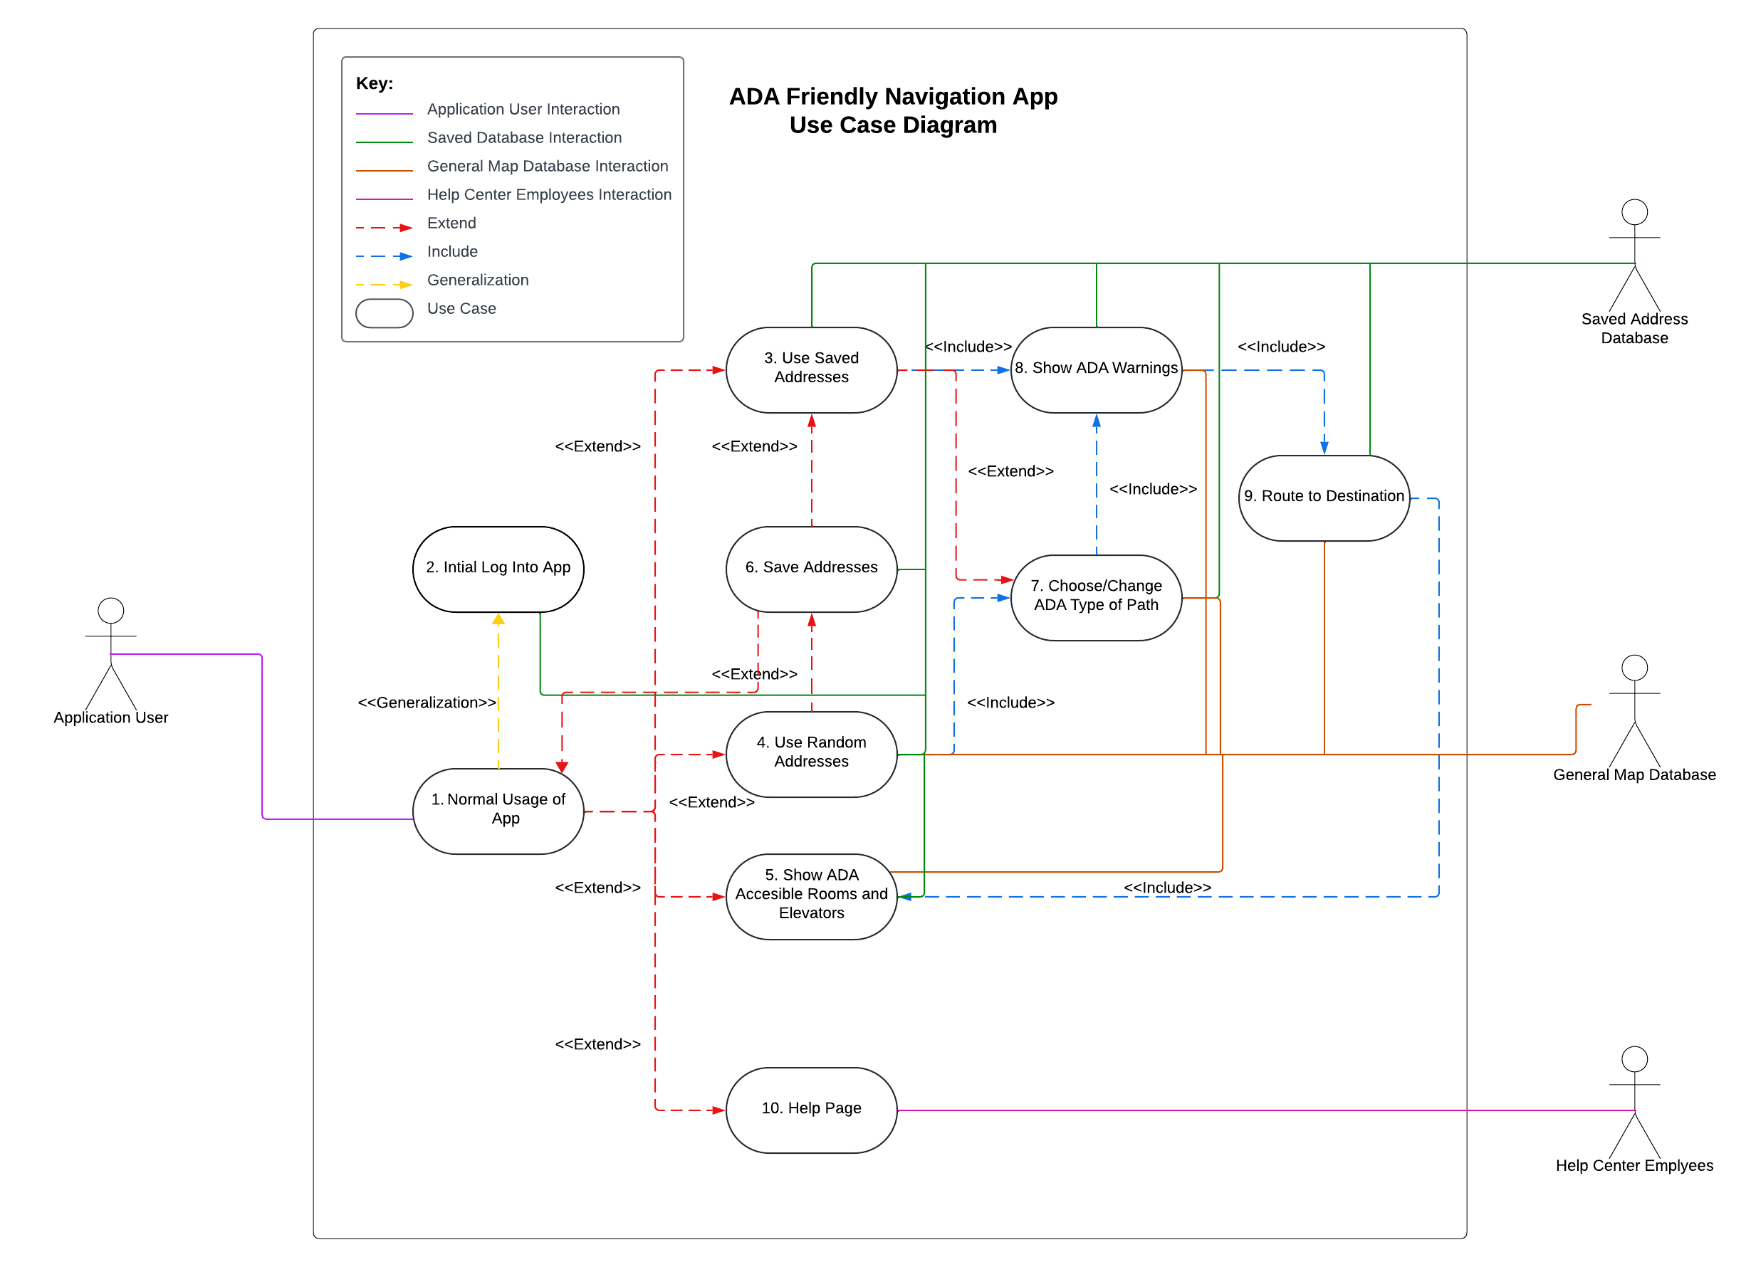 Key:
Application User Interaction
Saved Database Interaction
General Map Database Interaction
Help Center Employees Interaction
Extend
Include
Generalization
Use Case
ADA Friendly Navigation App
Use Case Diagram
Saved Address
Database
3. Use Saved
Addresses
<<Include>>
8. Show ADA Warnings
<<Include>>
<<Extend>>
<<Extend>>
<<Extend>>
<<Include>>
9. Route to Destination
2. Intial Log Into App
6. Save Addresses
7. Choose/Change
ADA Type of Path
Application User
<<Generalization>>
<<Extend>>
<<Include>>
4. Use Random
Addresses
General Map Database
1. Normal Usage of
App
<<Extend>>
<<Extend>>
5. Show ADA
Accesible Rooms and
Elevators
<<Include>>
<<Extend>>
10. Help Page
Help Center Emplyees